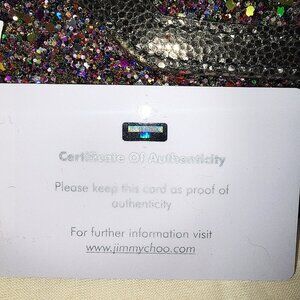 Certificate Of Authenticity
Please keep this card as proof of
authenticity
For further information visit
www.jimmychoo.com